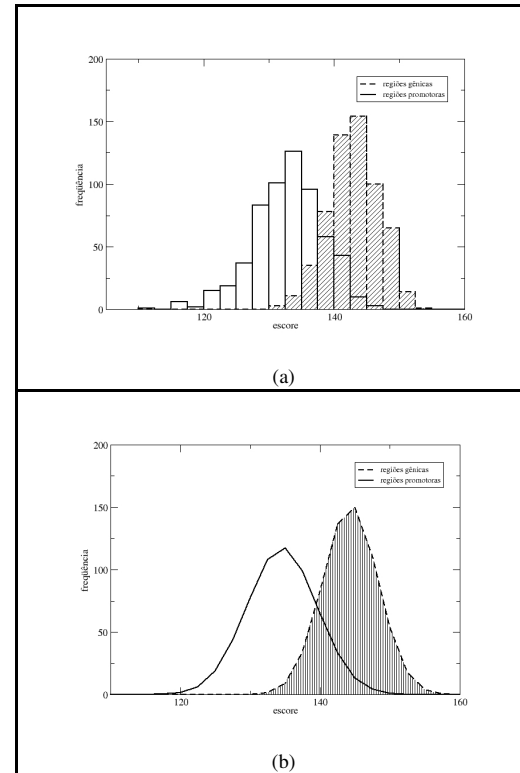 200
150
100
50
0
freqüência
regiões gênicas
regiões promotoras
120
140
160
escore
(a)
200
150
100
50
0
freqüência
regiões gênicas
regiões promotoras
120
140
160
escore
(b)